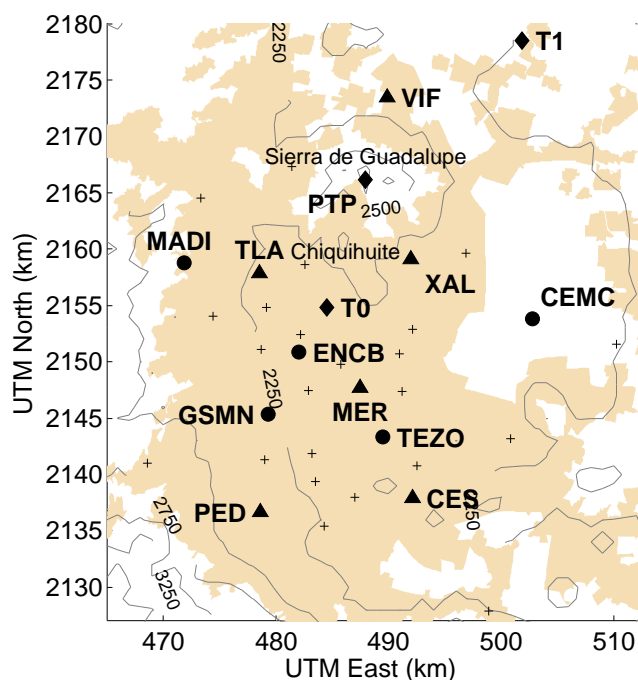 2180
2175
2170
2165
2160
2155
2150
2145
2140
2135
2130
UTM North (km)
2250
T1
VIF
Sierra de Guadalupe
PTP
2500
MADI
TLA
Chiquihuite
XAL
CEMC
T0
ENCB
2250
GSMN
MER
TEZO
PED
CES
2250
2750
3250
470
480
490
500
510
UTM East (km)